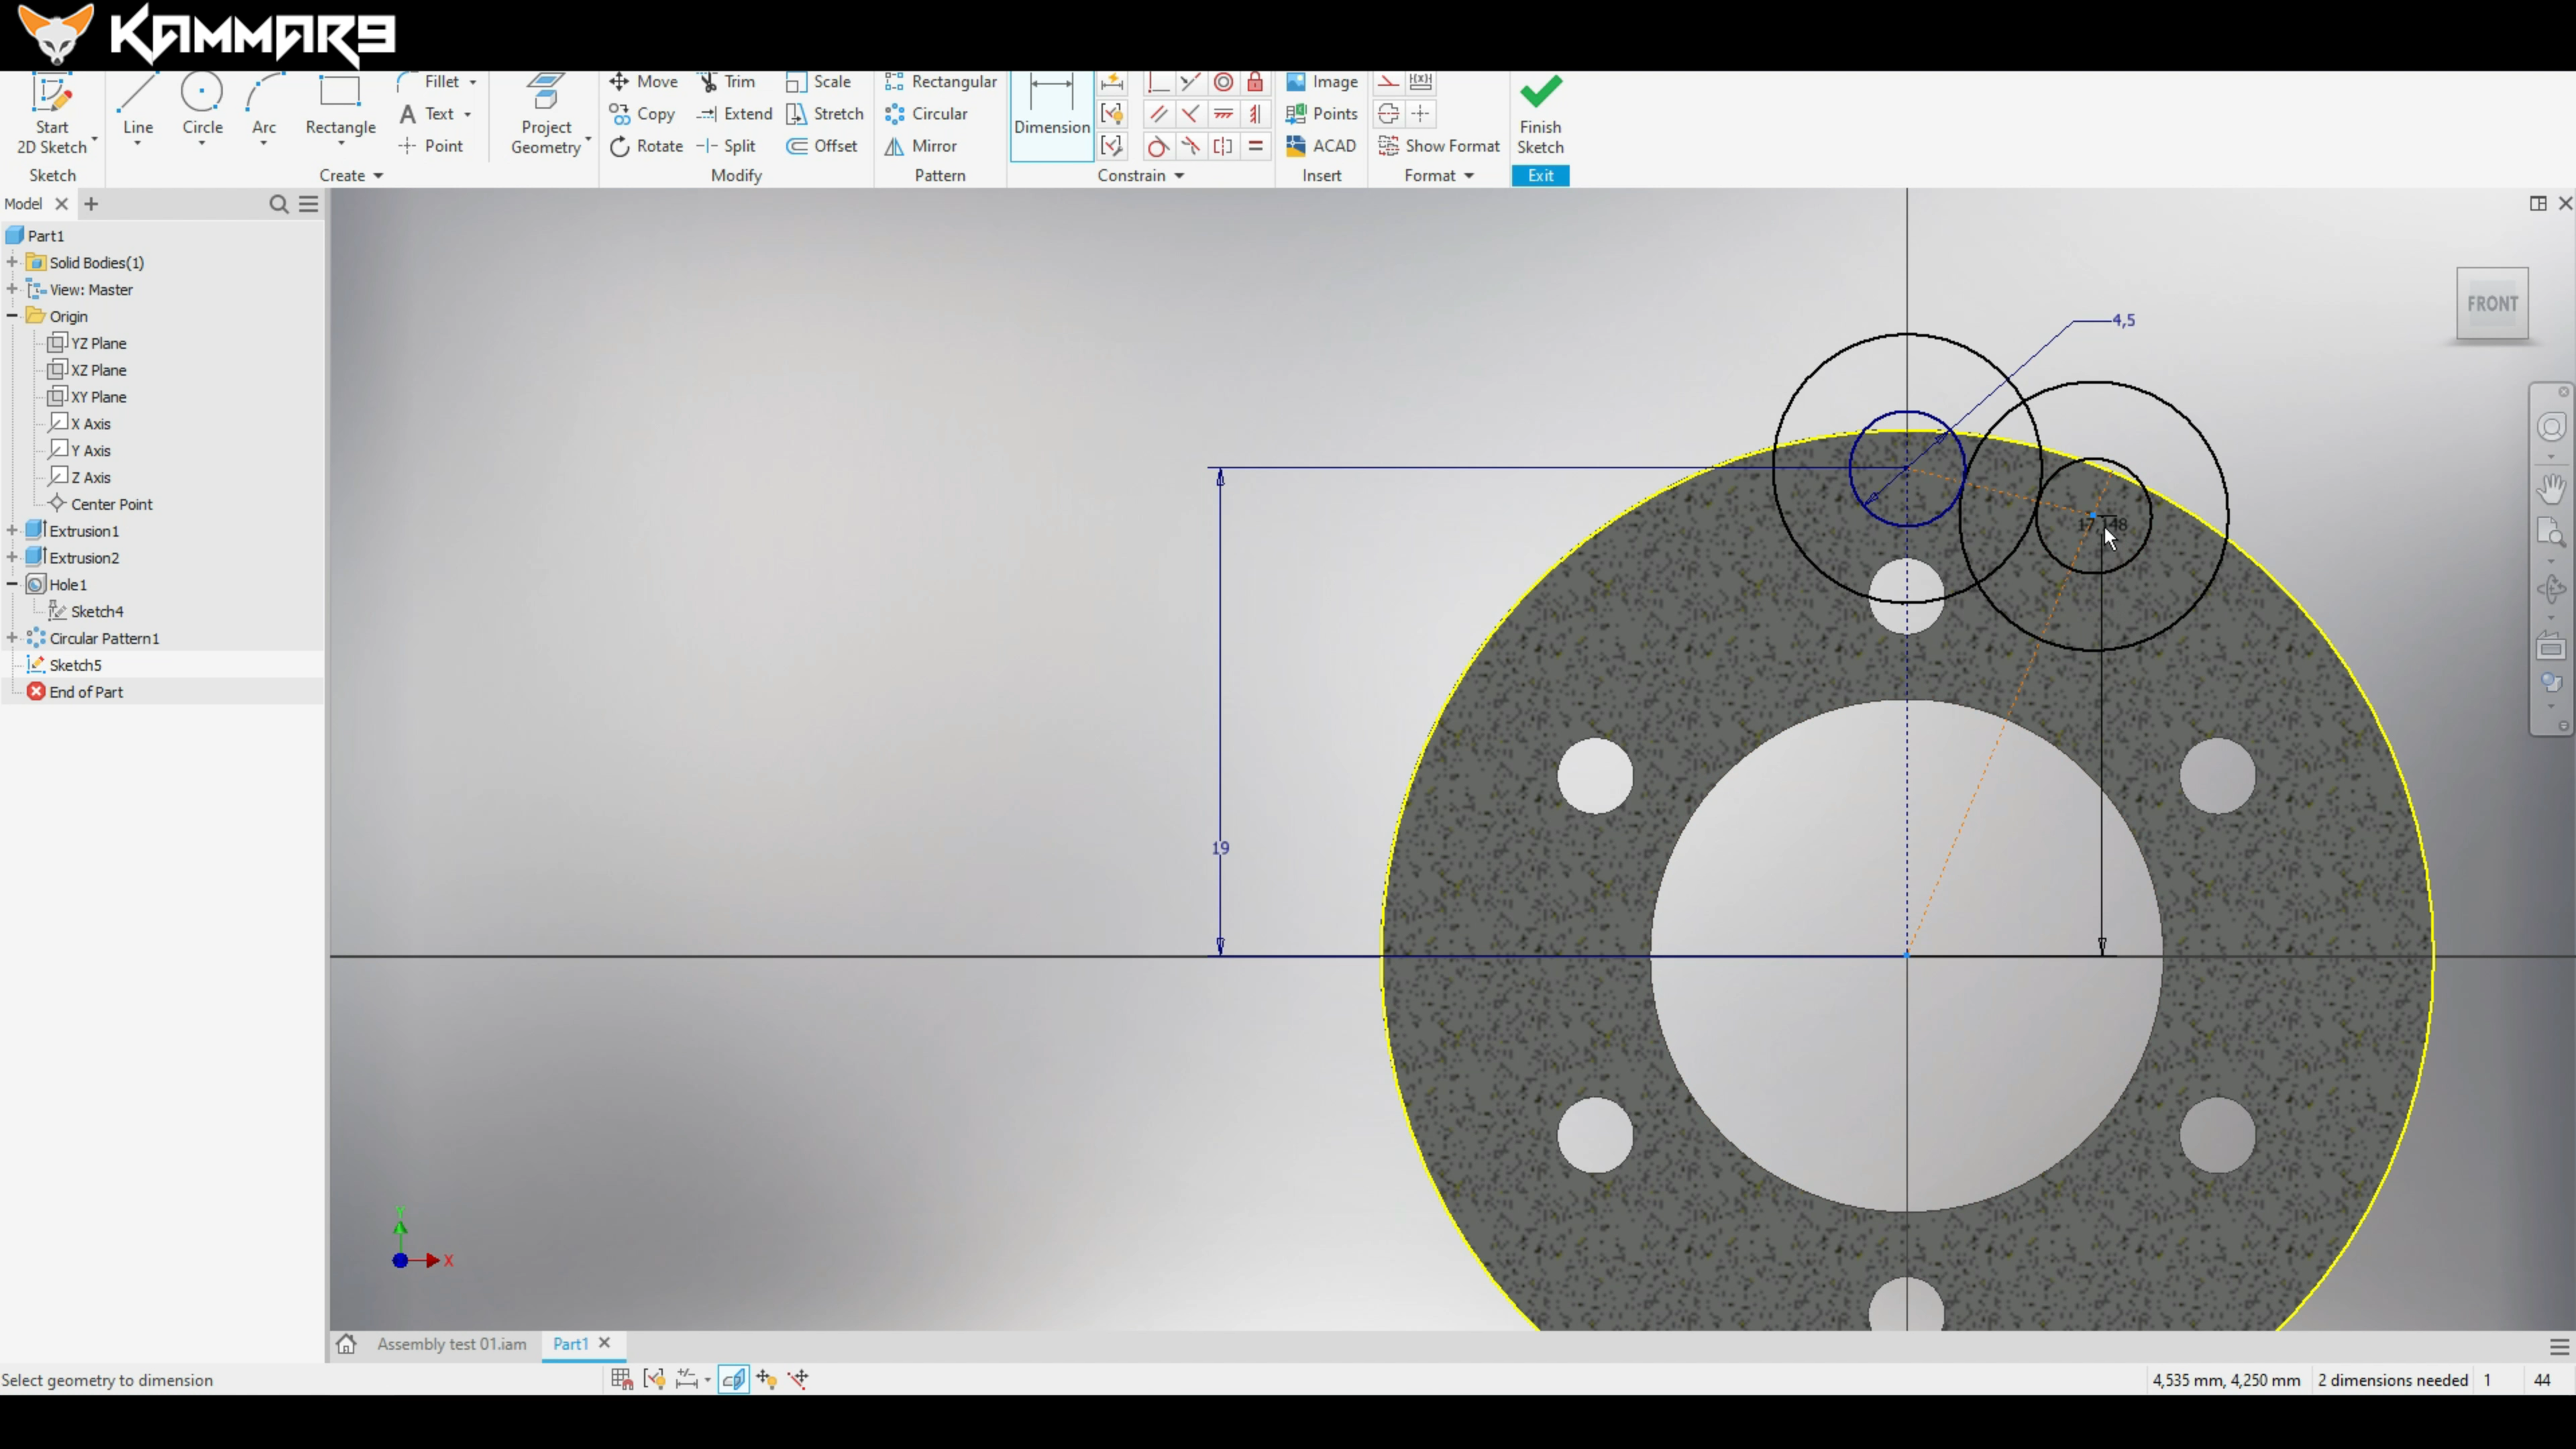 KAMMAR9
Fillet
Move
Trim
Scale
Rectangular
Image
Start
2D Sketch
Line
Circle
Arc
Rectangle
Text
Point
Project
Geometry
Copy
Extend
Stretch
Circular
Dimension
Points
Finish
Sketch
Rotate
Split
Offset
Mirror
ACAD
Show Format
Sketch
Create
Modify
Pattern
Constrain
Insert
Format
Exit
Model
Part1
Solid Bodies(1)
View: Master
Origin
YZ Plane
XZ Plane
XY Plane
X Axis
Y Axis
Z Axis
Center Point
Extrusion1
Extrusion2
Hole1
Sketch4
Circular Pattern1
Sketch5
End of Part
FRONT
4,5
19
Y
X
Assembly test 01.iam
Part1
Select geometry to dimension
4,535 mm, 4,250 mm
2 dimensions needed
1
44